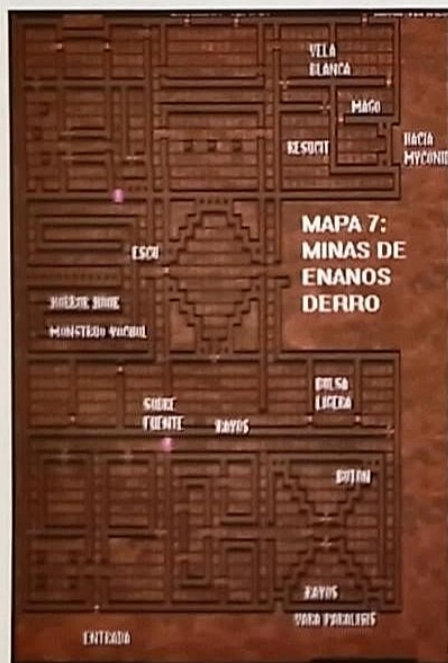 VELA
BLANCA
MAGO
RESUCIT
HACIA
MYCONID
MAPA 7:
MINAS DE
ENANOS
DERRO
ESCU
MONSTRUO
BOLSA
LIGERA
SOBRE
FUENTE
RAYOS
BOTON
RAYOS
VARA PARALISIS
ENTRADA